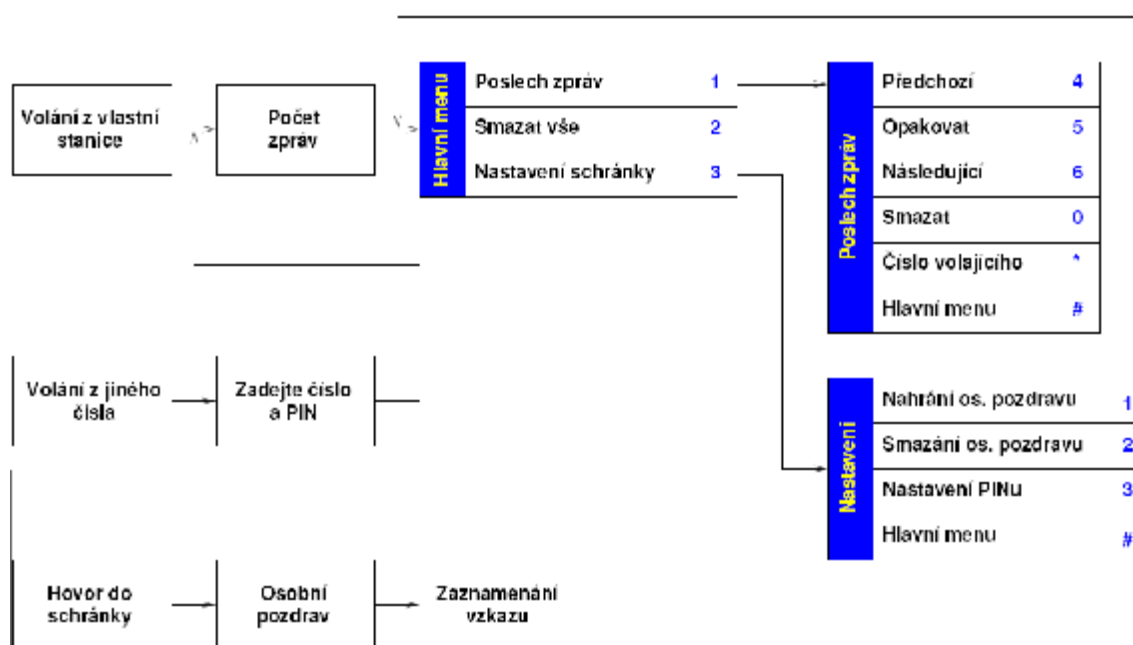 Volání z vlastní
stanice
Počet
zpráv
Hlavní menu
Poslech zpráv 1
Smazat vše 2
Nastavení schránky 3
Poslech zpráv
Předchozí 4
Opakovat 5
Následující 6
Smazat 0
Číslo volajícího *
Hlavní menu #
Volání z jiného
čísla
Zadejte číslo
a PIN
Nastavení
Nahrání os. pozdravu 1
Smazání os. pozdravu 2
Nastavení PINu 3
Hlavní menu #
Hovor do
schránky
Osobní
pozdrav
Zaznamenání
vzkazu